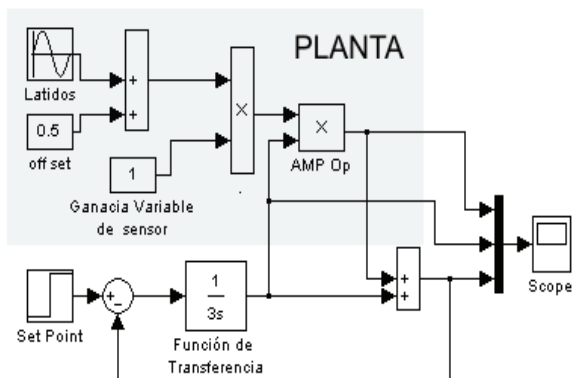 PLANTA
Latidos
+
+
0.5
off set
1
Ganacia Variable
de sensor
×
×
AMP Op
Set Point
+
−
1
3s
Función de
Transferencia
+
+
Scope